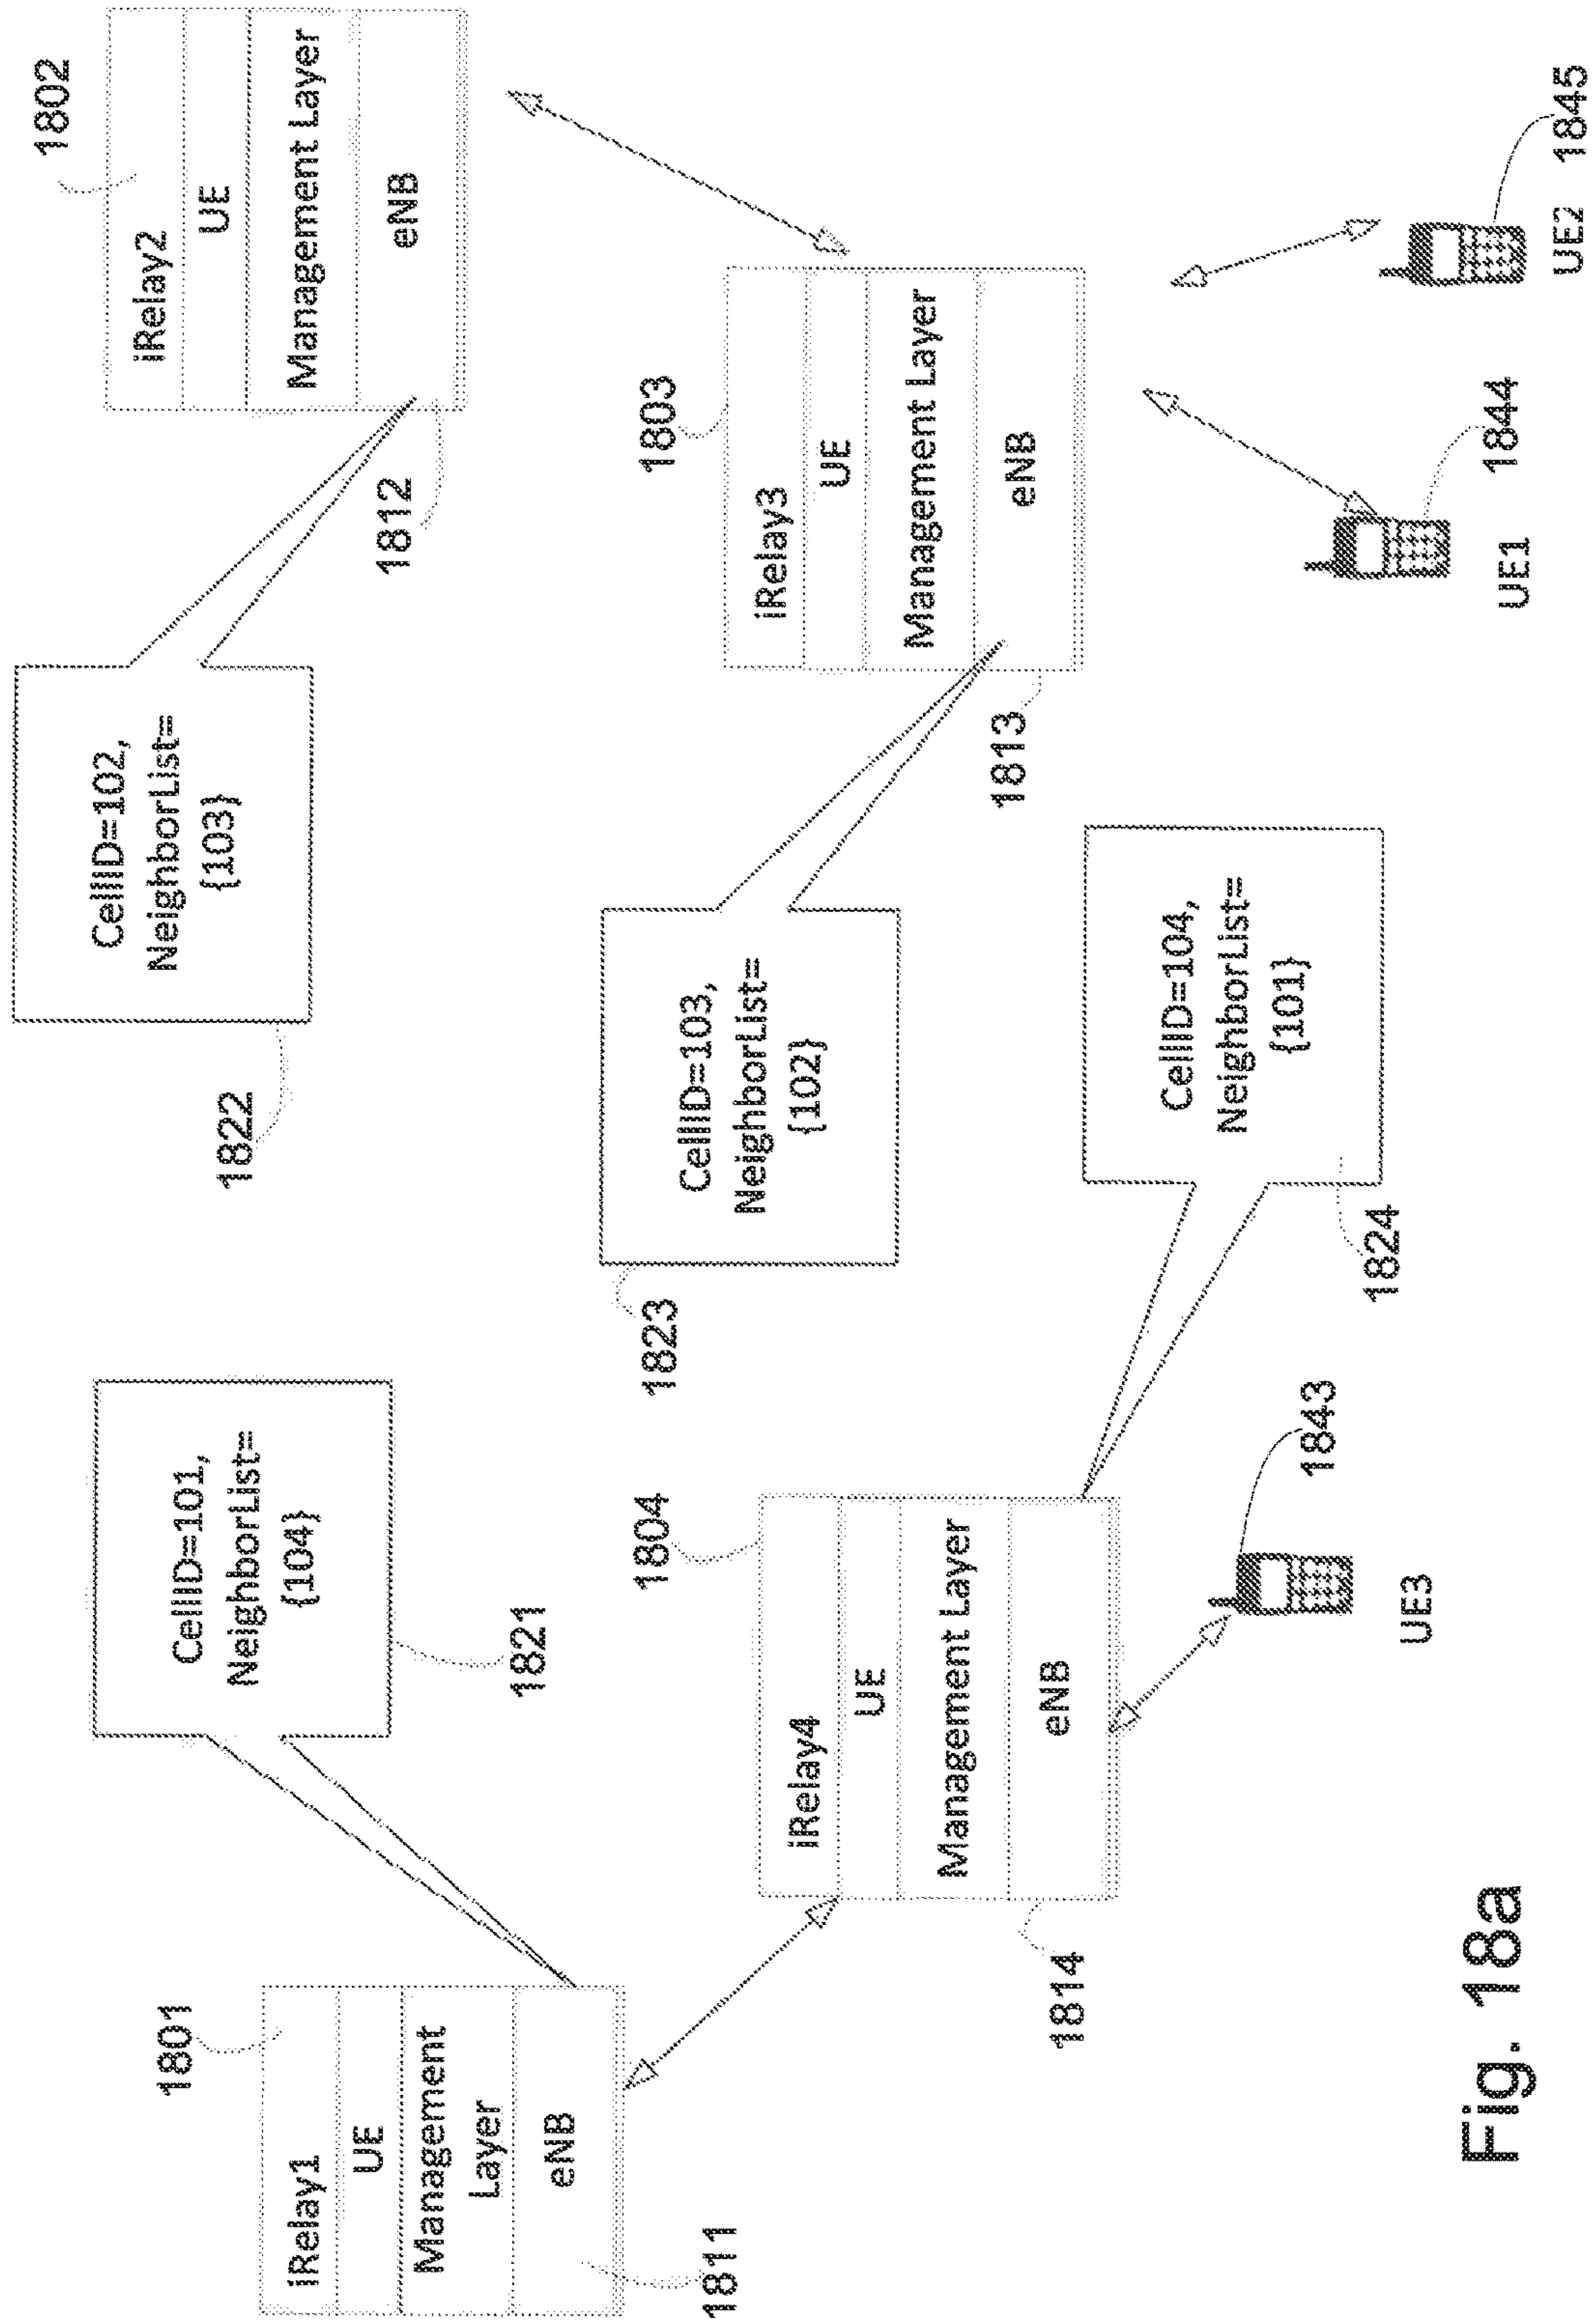 1801
iRelay1
UE
Management
Layer
eNB
1811
CellID=101,
NeighborList=
{104}
1821
1802
iRelay2
UE
Management Layer
eNB
1812
CellID=102,
NeighborList=
{103}
1822
1803
iRelay3
UE
Management Layer
eNB
1813
CellID=103,
NeighborList=
{102}
1823
1804
iRelay4
UE
Management Layer
eNB
1814
CellID=104,
NeighborList=
{101}
1824
1843
UE3
1844
UE1
1845
UE2
Fig. 18a